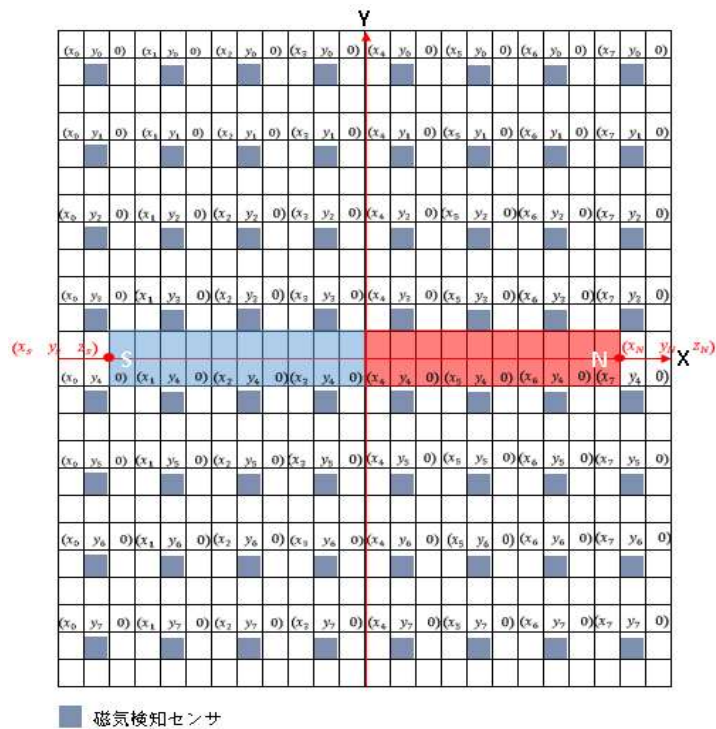 Y
(x₀ y₀ 0) (x₁ y₀ 0) (x₂ y₀ 0) (x₃ y₀ 0) (x₄ y₀ 0) (x₅ y₀ 0) (x₆ y₀ 0) (x₇ y₀ 0)
(x₀ y₁ 0) (x₁ y₁ 0) (x₂ y₁ 0) (x₃ y₁ 0) (x₄ y₁ 0) (x₅ y₁ 0) (x₆ y₁ 0) (x₇ y₁ 0)
(x₀ y₂ 0) (x₁ y₂ 0) (x₂ y₂ 0) (x₃ y₂ 0) (x₄ y₂ 0) (x₅ y₂ 0) (x₆ y₂ 0) (x₇ y₂ 0)
(x₀ y₃ 0) (x₁ y₃ 0) (x₂ y₃ 0) (x₃ y₃ 0) (x₄ y₃ 0) (x₅ y₃ 0) (x₆ y₃ 0) (x₇ y₃ 0)
(x_S y_S z_S) S N (x_N y_N z_N) X
(x₀ y₄ 0) (x₁ y₄ 0) (x₂ y₄ 0) (x₃ y₄ 0) (x₄ y₄ 0) (x₅ y₄ 0) (x₆ y₄ 0) (x₇ y₄ 0)
(x₀ y₅ 0) (x₁ y₅ 0) (x₂ y₅ 0) (x₃ y₅ 0) (x₄ y₅ 0) (x₅ y₅ 0) (x₆ y₅ 0) (x₇ y₅ 0)
(x₀ y₆ 0) (x₁ y₆ 0) (x₂ y₆ 0) (x₃ y₆ 0) (x₄ y₆ 0) (x₅ y₆ 0) (x₆ y₆ 0) (x₇ y₆ 0)
(x₀ y₇ 0) (x₁ y₇ 0) (x₂ y₇ 0) (x₃ y₇ 0) (x₄ y₇ 0) (x₅ y₇ 0) (x₆ y₇ 0) (x₇ y₇ 0)
磁気検知センサ